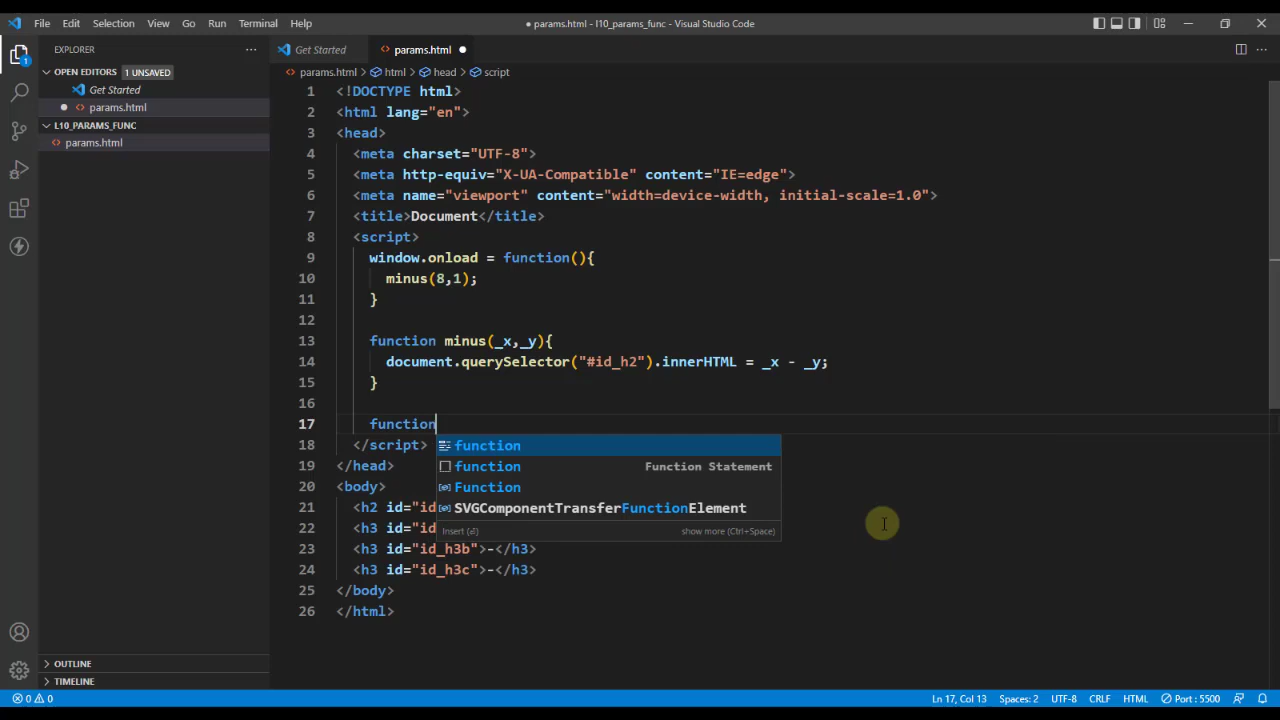 File Edit Selection View Go Run Terminal Help
● params.html - l10_params_func - Visual Studio Code
EXPLORER
Get Started
params.html
OPEN EDITORS 1 UNSAVED
params.html > html > head > script
Get Started
params.html
L10_PARAMS_FUNC
params.html
1
1 <!DOCTYPE html>
2 <html lang="en">
3 <head>
4 <meta charset="UTF-8">
5 <meta http-equiv="X-UA-Compatible" content="IE=edge">
6 <meta name="viewport" content="width=device-width, initial-scale=1.0">
7 <title>Document</title>
8 <script>
9 window.onload = function(){
10 minus(8,1);
11 }
12
13 function minus(_x,_y){
14 document.querySelector("#id_h2").innerHTML = _x - _y;
15 }
16
17 function
function
function Function Statement
Function
SVGComponentTransferFunctionElement
Insert (⏎) show more (Ctrl+Space)
18 </script>
19 </head>
20 <body>
21 <h2 id="id
22 <h3 id="id
23 <h3 id="id_h3b">-</h3>
24 <h3 id="id_h3c">-</h3>
25 </body>
26 </html>
OUTLINE
TIMELINE
0 0 Ln 17, Col 13 Spaces: 2 UTF-8 CRLF HTML Port : 5500